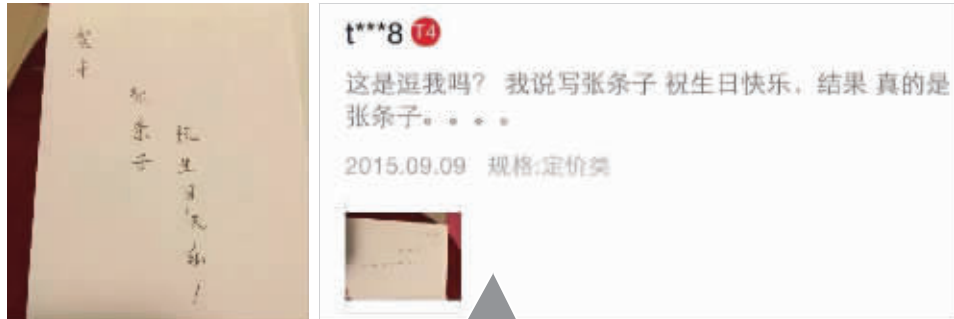 贺卡
张条子
祝生日快乐！
t***8 T4
这是逗我吗？ 我说写张条子 祝生日快乐，结果 真的是
张条子。。。。
2015.09.09 规格:定价类